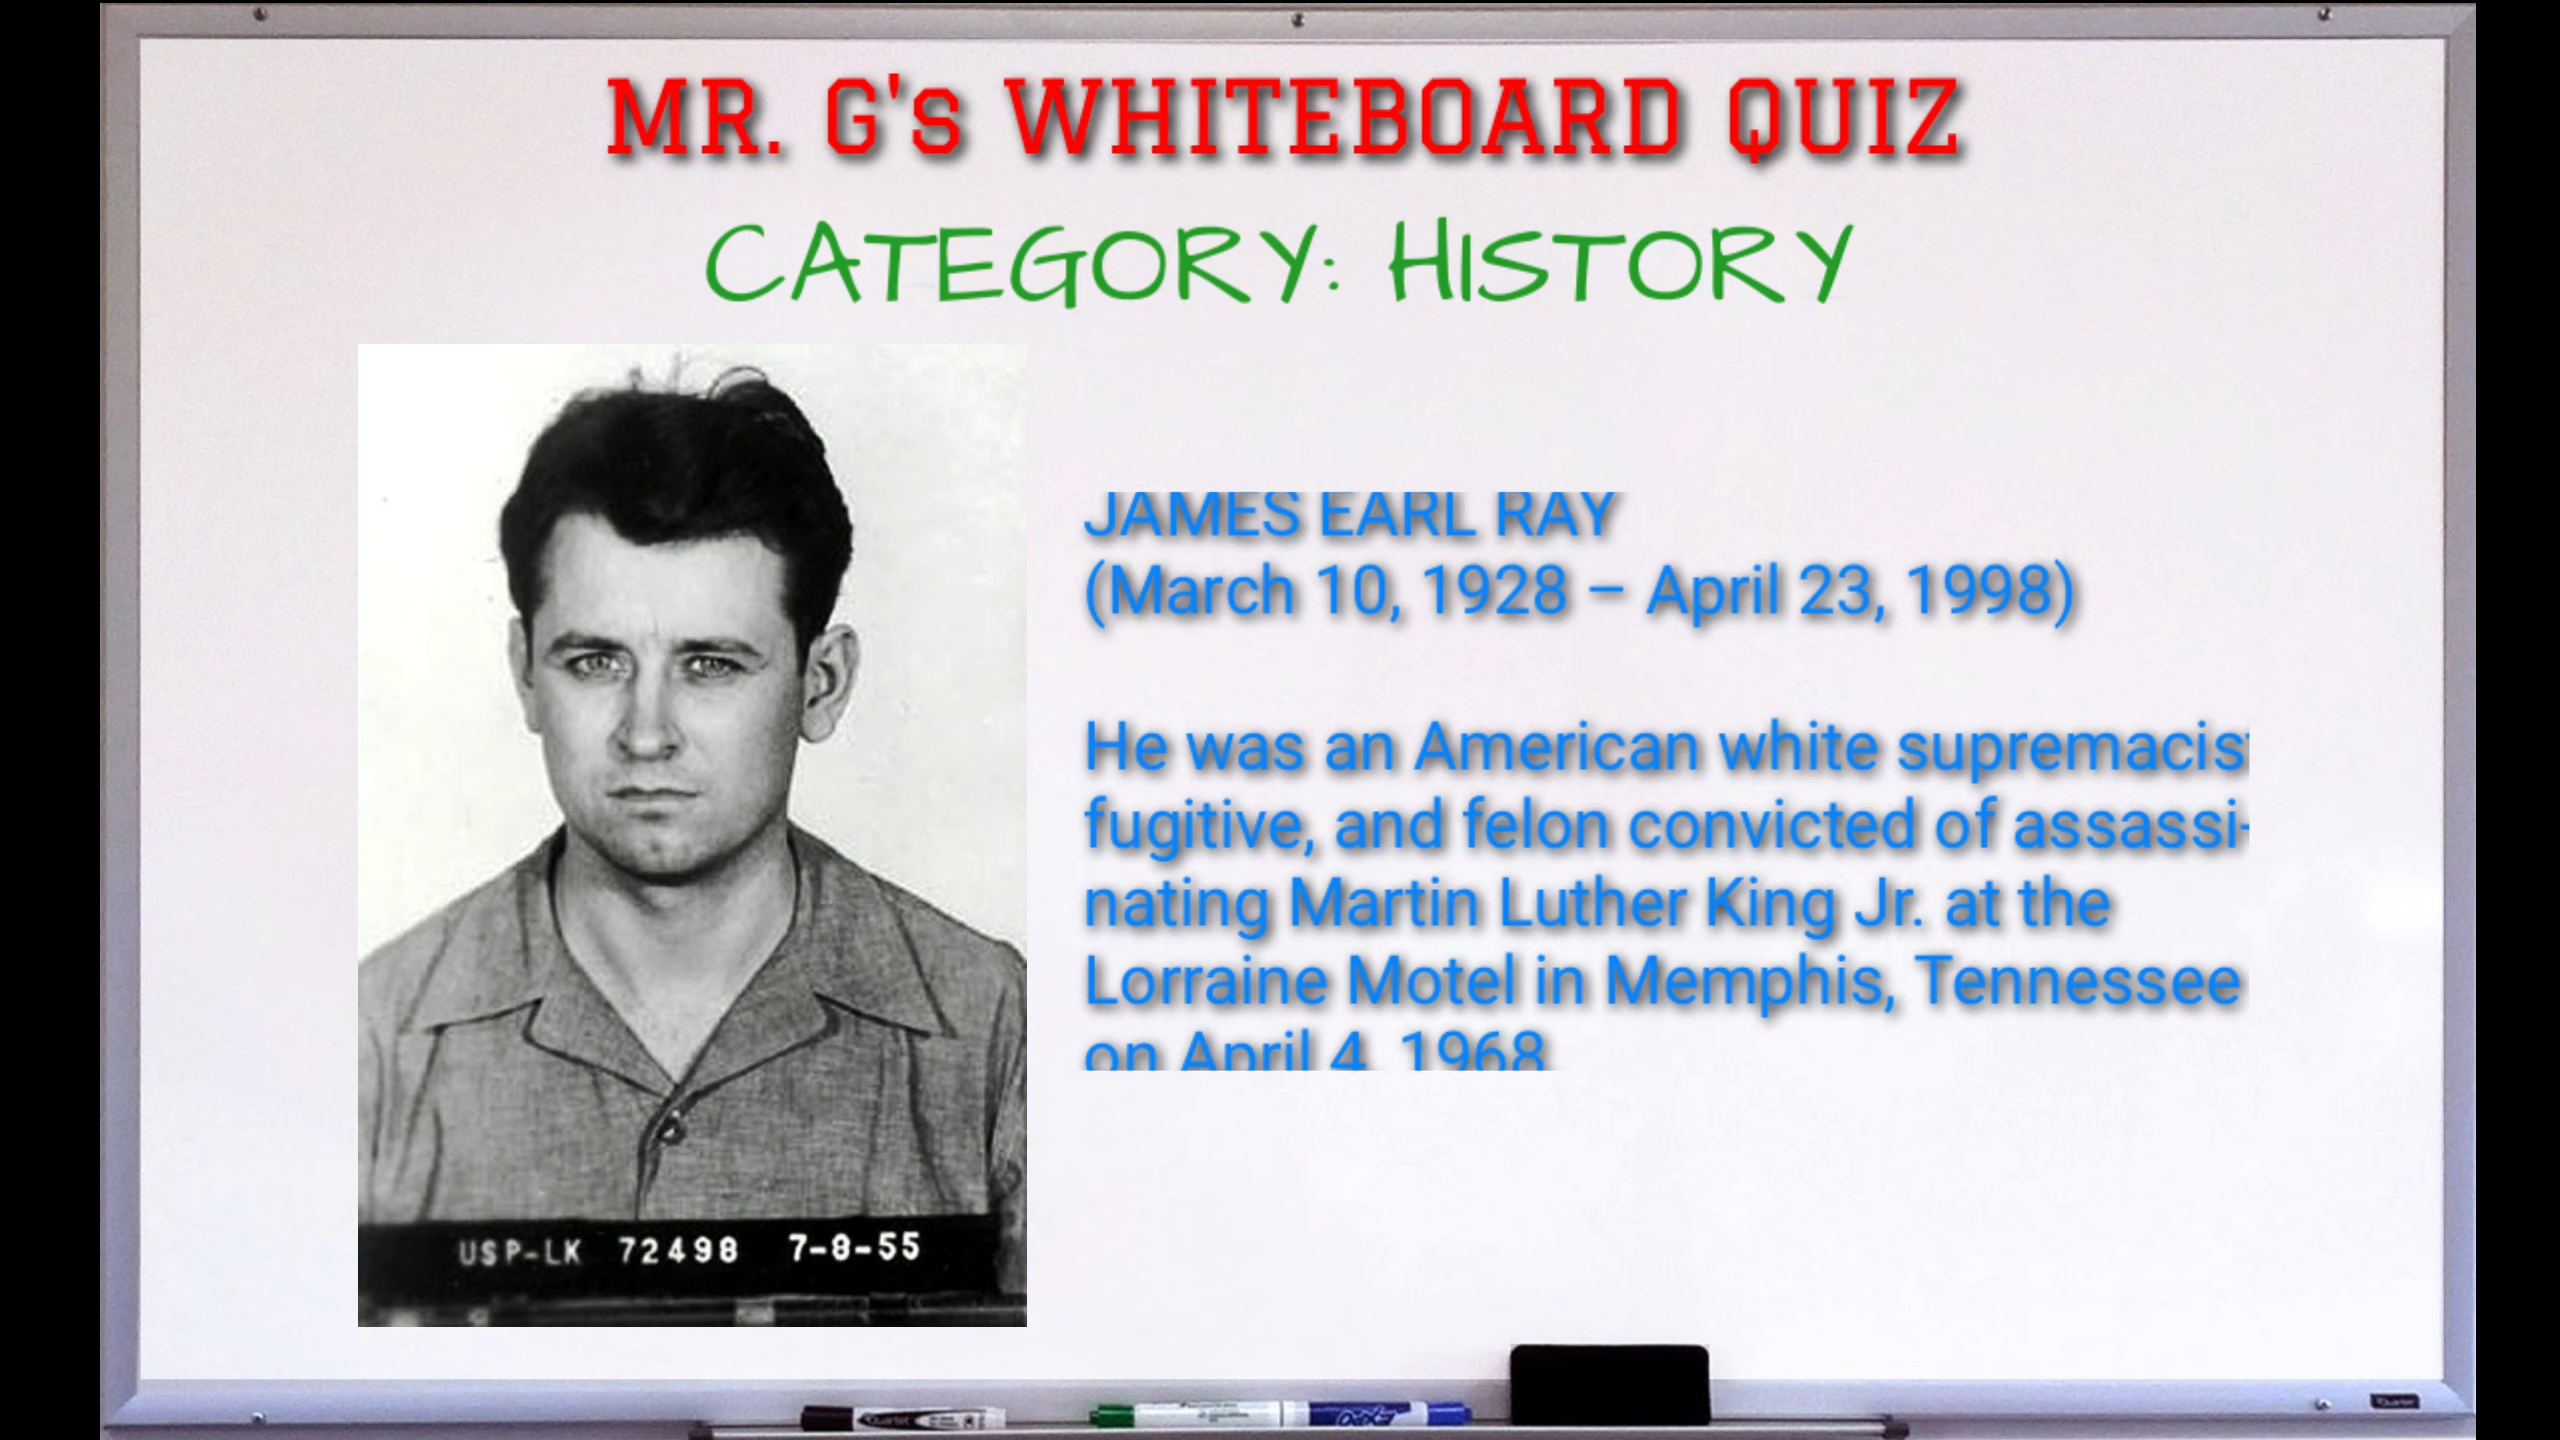 MR. G's WHITEBOARD QUIZ
CATEGORY: HISTORY
JAMES EARL RAY
(March 10, 1928 – April 23, 1998)
He was an American white supremacist
fugitive, and felon convicted of assassi-
nating Martin Luther King Jr. at the
Lorraine Motel in Memphis, Tennessee
on April 4, 1968
USP-LK 72498 7-8-55
Quartet
Quartet